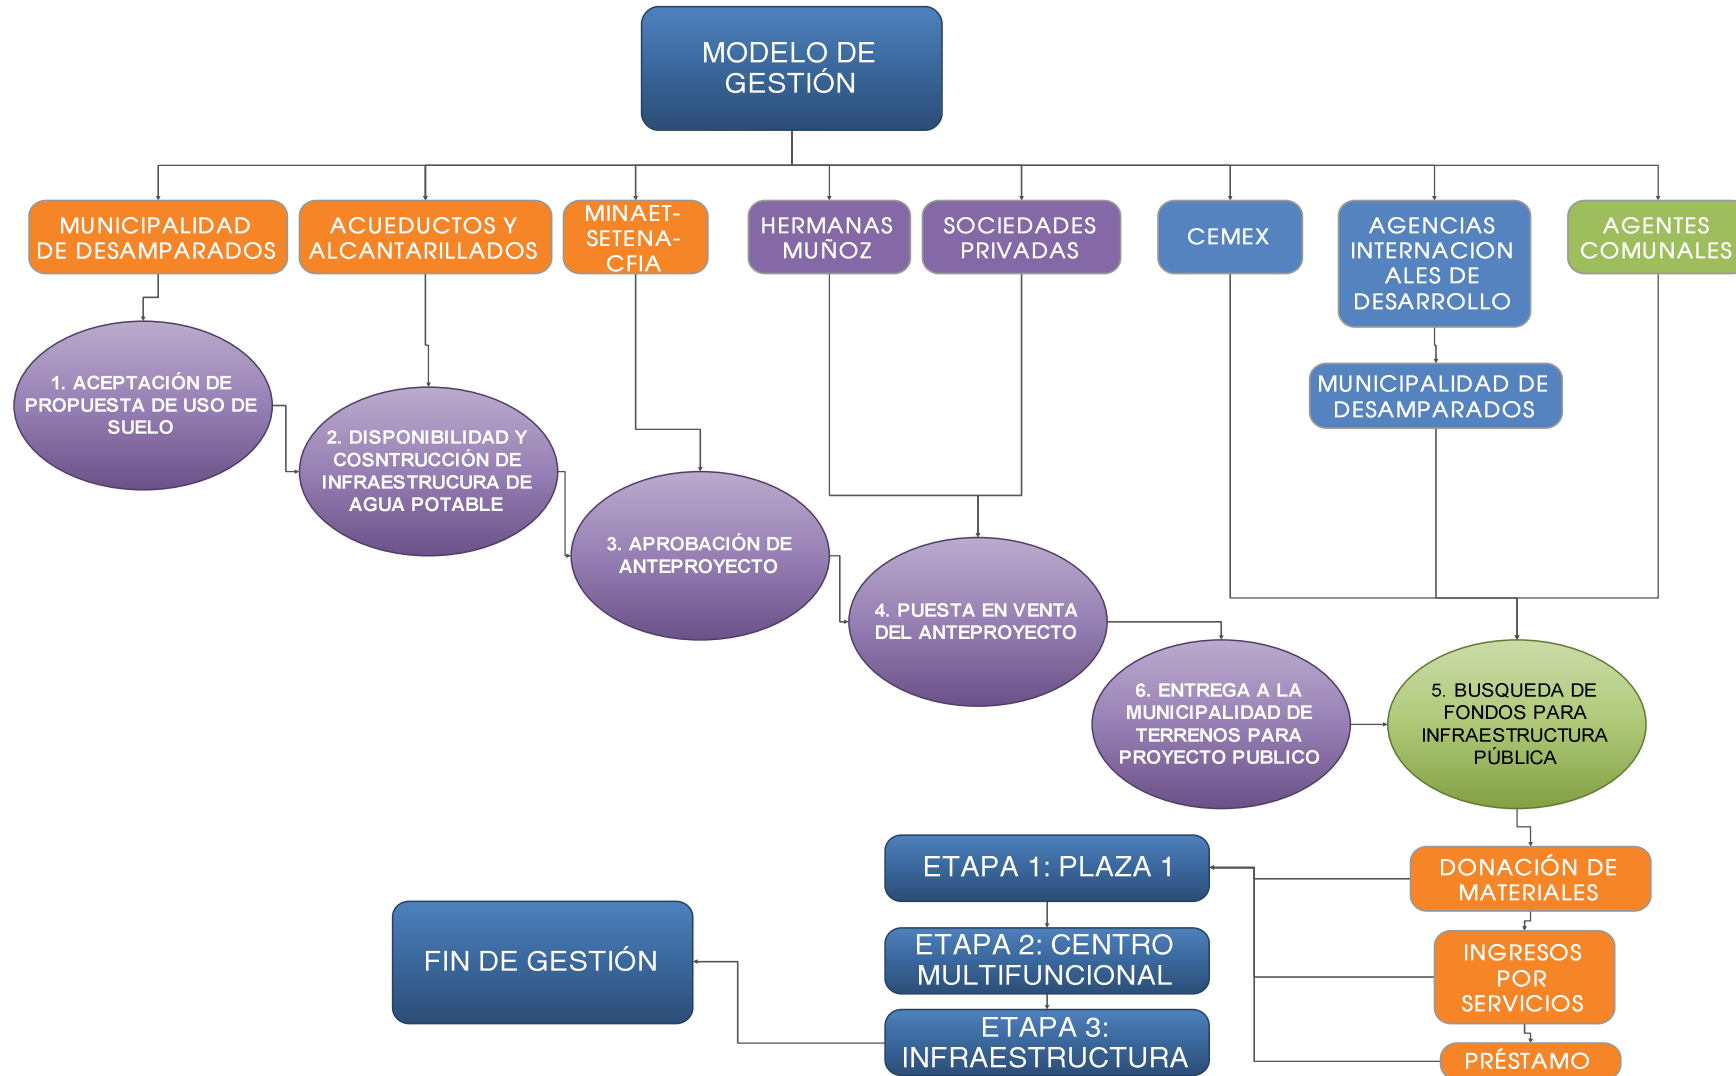 MODELO DE
GESTIÓN
MUNICIPALIDAD
DE DESAMPARADOS
ACUEDUCTOS Y
ALCANTARILLADOS
MINAET-
SETENA-
CFIA
HERMANAS
MUÑOZ
SOCIEDADES
PRIVADAS
CEMEX
AGENCIAS
INTERNACION
ALES DE
DESARROLLO
AGENTES
COMUNALES
MUNICIPALIDAD DE
DESAMPARADOS
1. ACEPTACIÓN DE
PROPUESTA DE USO DE
SUELO
2. DISPONIBILIDAD Y
COSNTRUCCIÓN DE
INFRAESTRUCURA DE
AGUA POTABLE
3. APROBACIÓN DE
ANTEPROYECTO
4. PUESTA EN VENTA
DEL ANTEPROYECTO
6. ENTREGA A LA
MUNICIPALIDAD DE
TERRENOS PARA
PROYECTO PUBLICO
5. BUSQUEDA DE
FONDOS PARA
INFRAESTRUCTURA
PÚBLICA
DONACIÓN DE
MATERIALES
INGRESOS
POR
SERVICIOS
PRÉSTAMO
ETAPA 1: PLAZA 1
ETAPA 2: CENTRO
MULTIFUNCIONAL
ETAPA 3:
INFRAESTRUCTURA
FIN DE GESTIÓN